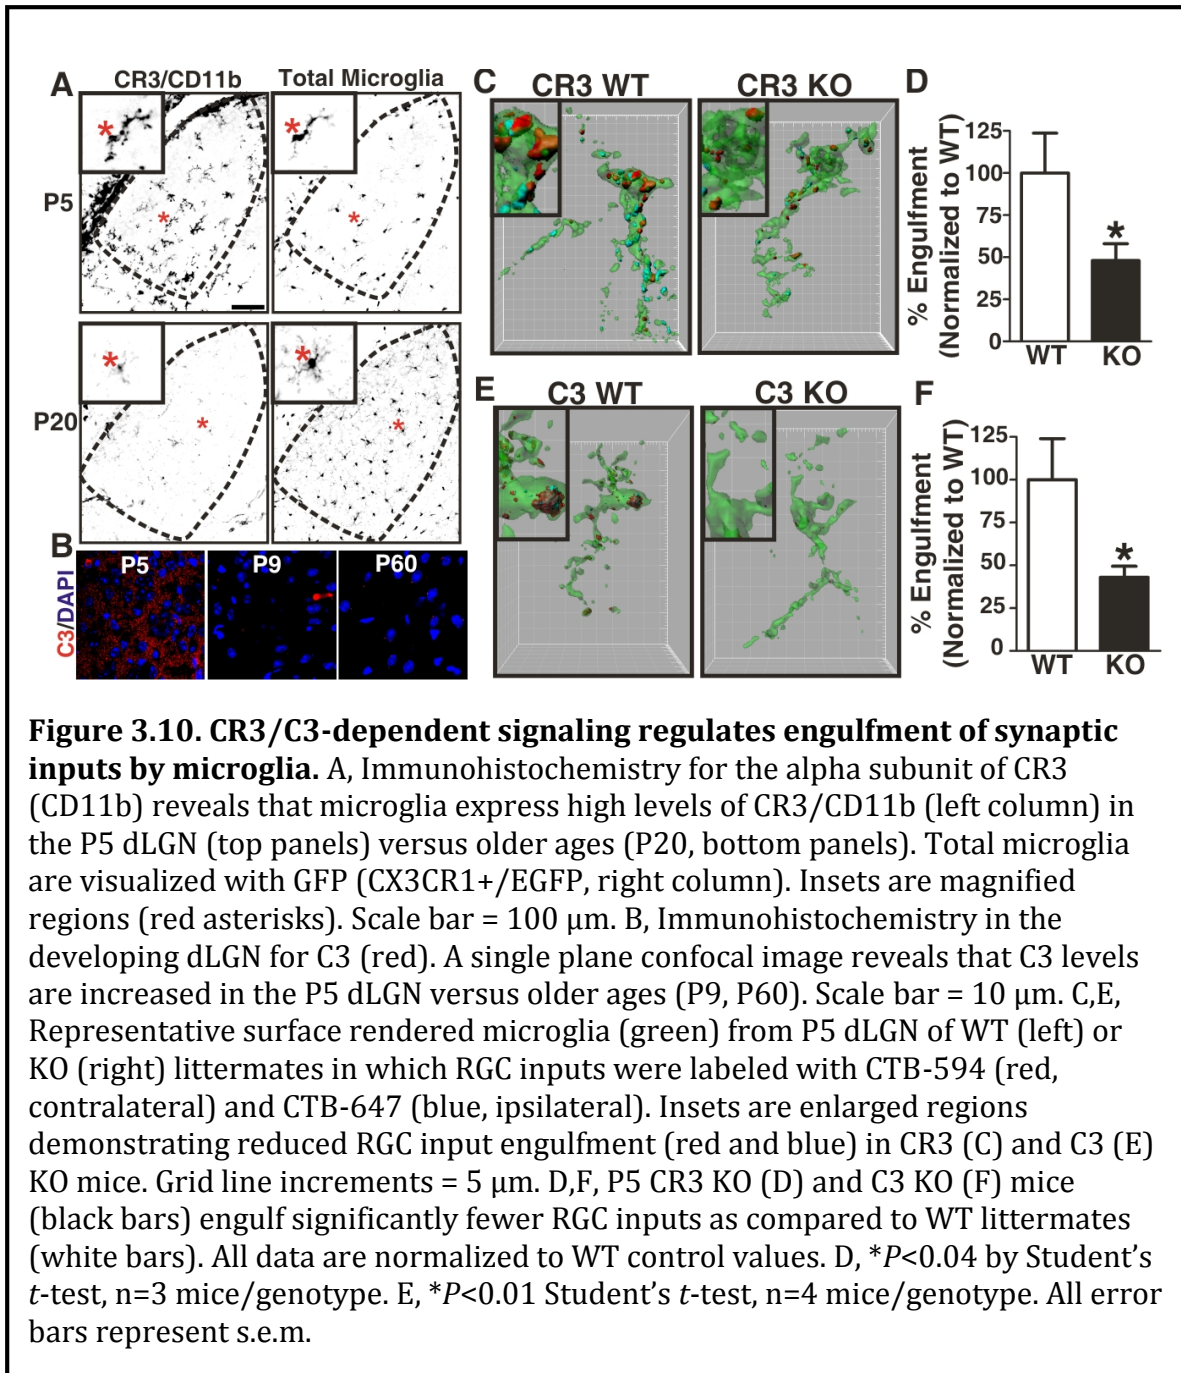 A
CR3/CD11b
Total Microglia
P5
P20
B
P5
P9
P60
C3/DAPI
C
CR3 WT
CR3 KO
D
% Engulfment
(Normalized to WT)
125
100
75
50
25
0
*
WT
KO
E
C3 WT
C3 KO
F
% Engulfment
(Normalized to WT)
125
100
75
50
25
0
*
WT
KO
Figure 3.10. CR3/C3-dependent signaling regulates engulfment of synaptic
inputs by microglia. A, Immunohistochemistry for the alpha subunit of CR3
(CD11b) reveals that microglia express high levels of CR3/CD11b (left column) in
the P5 dLGN (top panels) versus older ages (P20, bottom panels). Total microglia
are visualized with GFP (CX3CR1+/EGFP, right column). Insets are magnified
regions (red asterisks). Scale bar = 100 μm. B, Immunohistochemistry in the
developing dLGN for C3 (red). A single plane confocal image reveals that C3 levels
are increased in the P5 dLGN versus older ages (P9, P60). Scale bar = 10 μm. C,E,
Representative surface rendered microglia (green) from P5 dLGN of WT (left) or
KO (right) littermates in which RGC inputs were labeled with CTB-594 (red,
contralateral) and CTB-647 (blue, ipsilateral). Insets are enlarged regions
demonstrating reduced RGC input engulfment (red and blue) in CR3 (C) and C3 (E)
KO mice. Grid line increments = 5 μm. D,F, P5 CR3 KO (D) and C3 KO (F) mice
(black bars) engulf significantly fewer RGC inputs as compared to WT littermates
(white bars). All data are normalized to WT control values. D, *P<0.04 by Student’s
t-test, n=3 mice/genotype. E, *P<0.01 Student’s t-test, n=4 mice/genotype. All error
bars represent s.e.m.